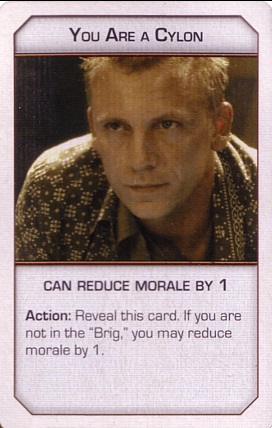 YOU ARE A CYLON
CAN REDUCE MORALE BY 1
Action: Reveal this card. If you are
not in the "Brig," you may reduce
morale by 1.